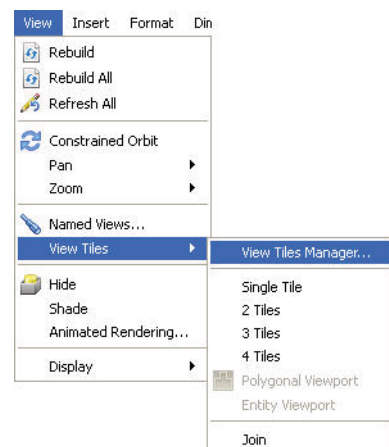 View Insert Format Din
Rebuild
Rebuild All
Refresh All
Constrained Orbit
Pan
Zoom
Named Views...
View Tiles
View Tiles Manager...
Hide
Single Tile
Shade
2 Tiles
Animated Rendering...
3 Tiles
4 Tiles
Display
Polygonal Viewport
Entity Viewport
Join